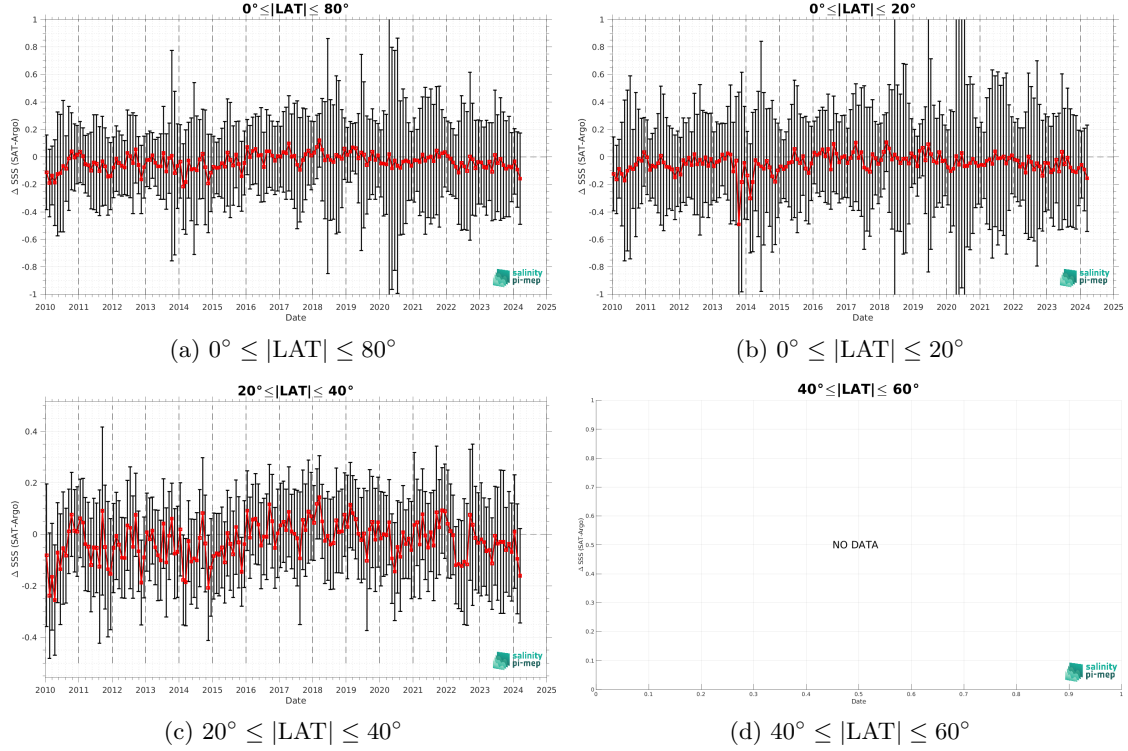 0°≤|LAT|≤ 80°
Δ SSS (SAT-Argo)
1
0.8
0.6
0.4
0.2
0
-0.2
-0.4
-0.6
-0.8
-1
2010 2011 2012 2013 2014 2015 2016 2017 2018 2019 2020 2021 2022 2023 2024 2025
Date
salinity
pi-mep
(a) 0° ≤ |LAT| ≤ 80°
0°≤|LAT|≤ 20°
Δ SSS (SAT-Argo)
1
0.8
0.6
0.4
0.2
0
-0.2
-0.4
-0.6
-0.8
-1
2010 2011 2012 2013 2014 2015 2016 2017 2018 2019 2020 2021 2022 2023 2024 2025
Date
salinity
pi-mep
(b) 0° ≤ |LAT| ≤ 20°
20°≤|LAT|≤ 40°
Δ SSS (SAT-Argo)
0.4
0.2
0
-0.2
-0.4
2010 2011 2012 2013 2014 2015 2016 2017 2018 2019 2020 2021 2022 2023 2024 2025
Date
salinity
pi-mep
(c) 20° ≤ |LAT| ≤ 40°
40°≤|LAT|≤ 60°
Δ SSS (SAT-Argo)
1
0.9
0.8
0.7
0.6
0.5
0.4
0.3
0.2
0.1
0
NO DATA
0 0.1 0.2 0.3 0.4 0.5 0.6 0.7 0.8 0.9 1
Date
salinity
pi-mep
(d) 40° ≤ |LAT| ≤ 60°